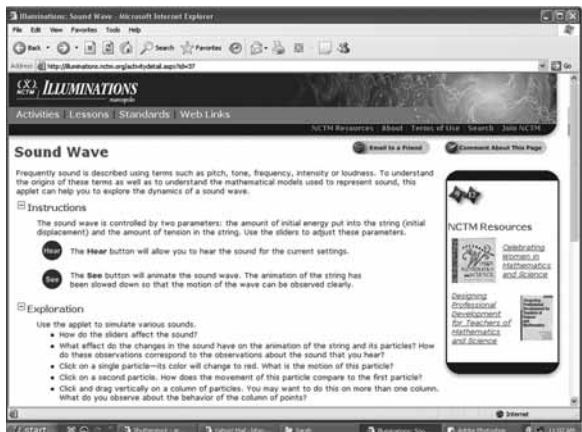 Illuminations: Sound Wave - Microsoft Internet Explorer
File Edit View Favorites Tools Help
Back Search Favorites
Address http://illuminations.nctm.org/activitydetail.aspx?id=37 Go
NCTM ILLUMINATIONS
marcopolo
Activities Lessons Standards Web Links
NCTM Resources About Terms of Use Search Join NCTM
Sound Wave
Email to a Friend Comment About This Page
Frequently sound is described using terms such as pitch, tone, frequency, intensity or loudness. To understand
the origins of these terms as well as to understand the mathematical models used to represent sound, this
applet can help you to explore the dynamics of a sound wave.
Instructions
The sound wave is controlled by two parameters: the amount of initial energy put into the string (initial
displacement) and the amount of tension in the string. Use the sliders to adjust these parameters.
Hear The Hear button will allow you to hear the sound for the current settings.
See The See button will animate the sound wave. The animation of the string has
been slowed down so that the motion of the wave can be observed clearly.
Exploration
Use the applet to simulate various sounds.
• How do the sliders affect the sound?
• What effect do the changes in the sound have on the animation of the string and its particles? How
do these observations correspond to the observations about the sound that you hear?
• Click on a single particle—its color will change to red. What is the motion of this particle?
• Click on a second particle. How does the movement of this particle compare to the first particle?
• Click and drag vertically on a column of particles. You may want to do this on more than one column.
What do you observe about the behavior of the column of points?
NCTM Resources
Celebrating
Women in
Mathematics
and Science
Designing
Professional
Development
for Teachers of
Mathematics
and Science
Internet
start
11:07 AM